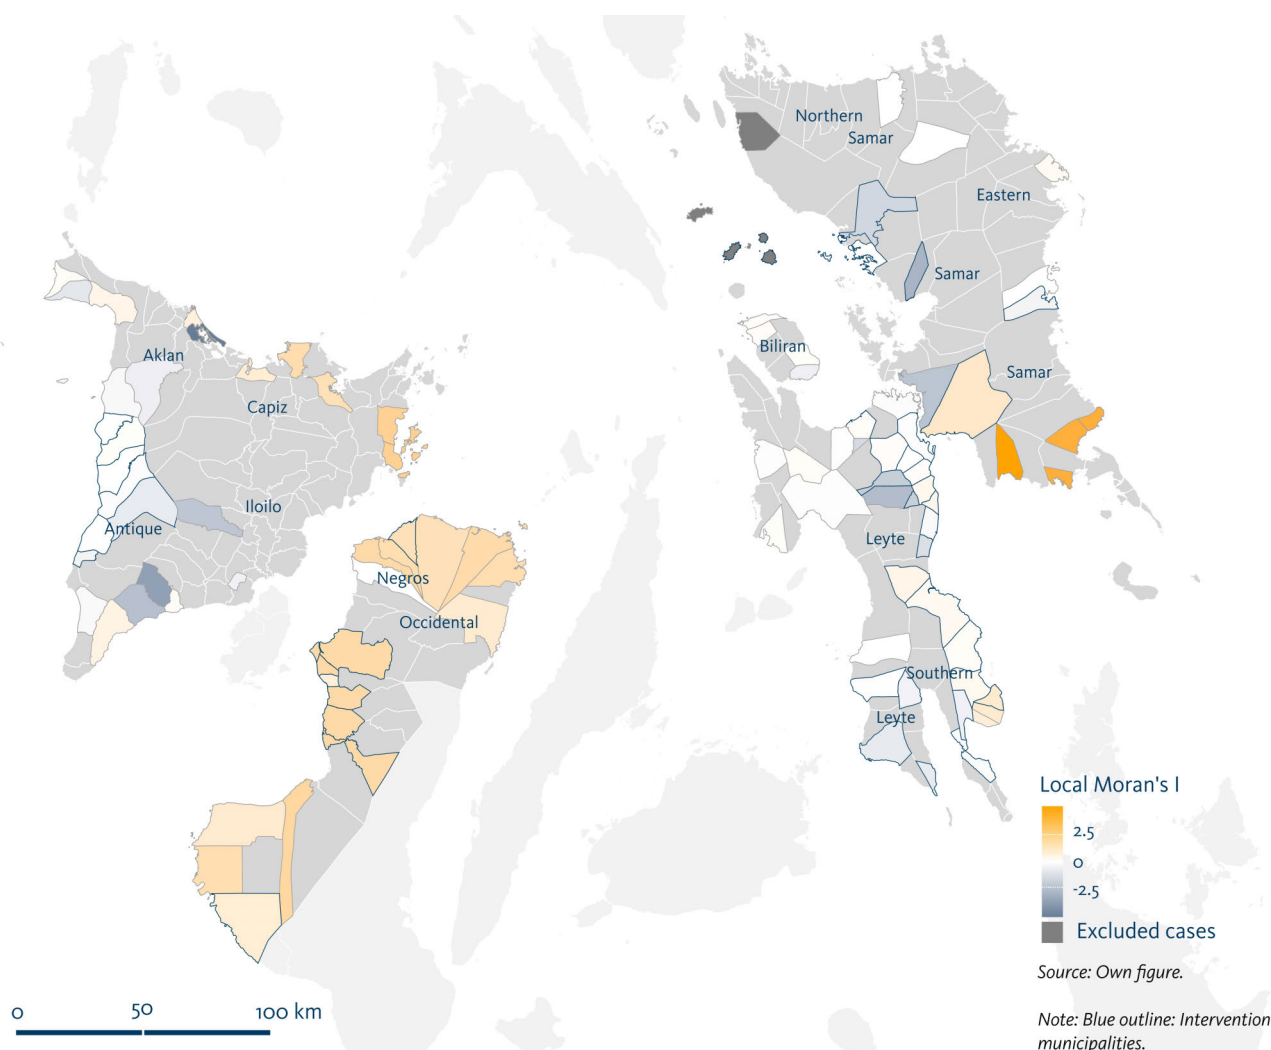 Northern
Samar
Eastern
Samar
Biliran
Samar
Aklan
Capiz
Iloilo
Antique
Leyte
Negros
Occidental
Southern
Leyte
Local Moran's I
2.5
0
-2.5
Excluded cases
Source: Own figure.
Note: Blue outline: Intervention
municipalities.
0 50 100 km